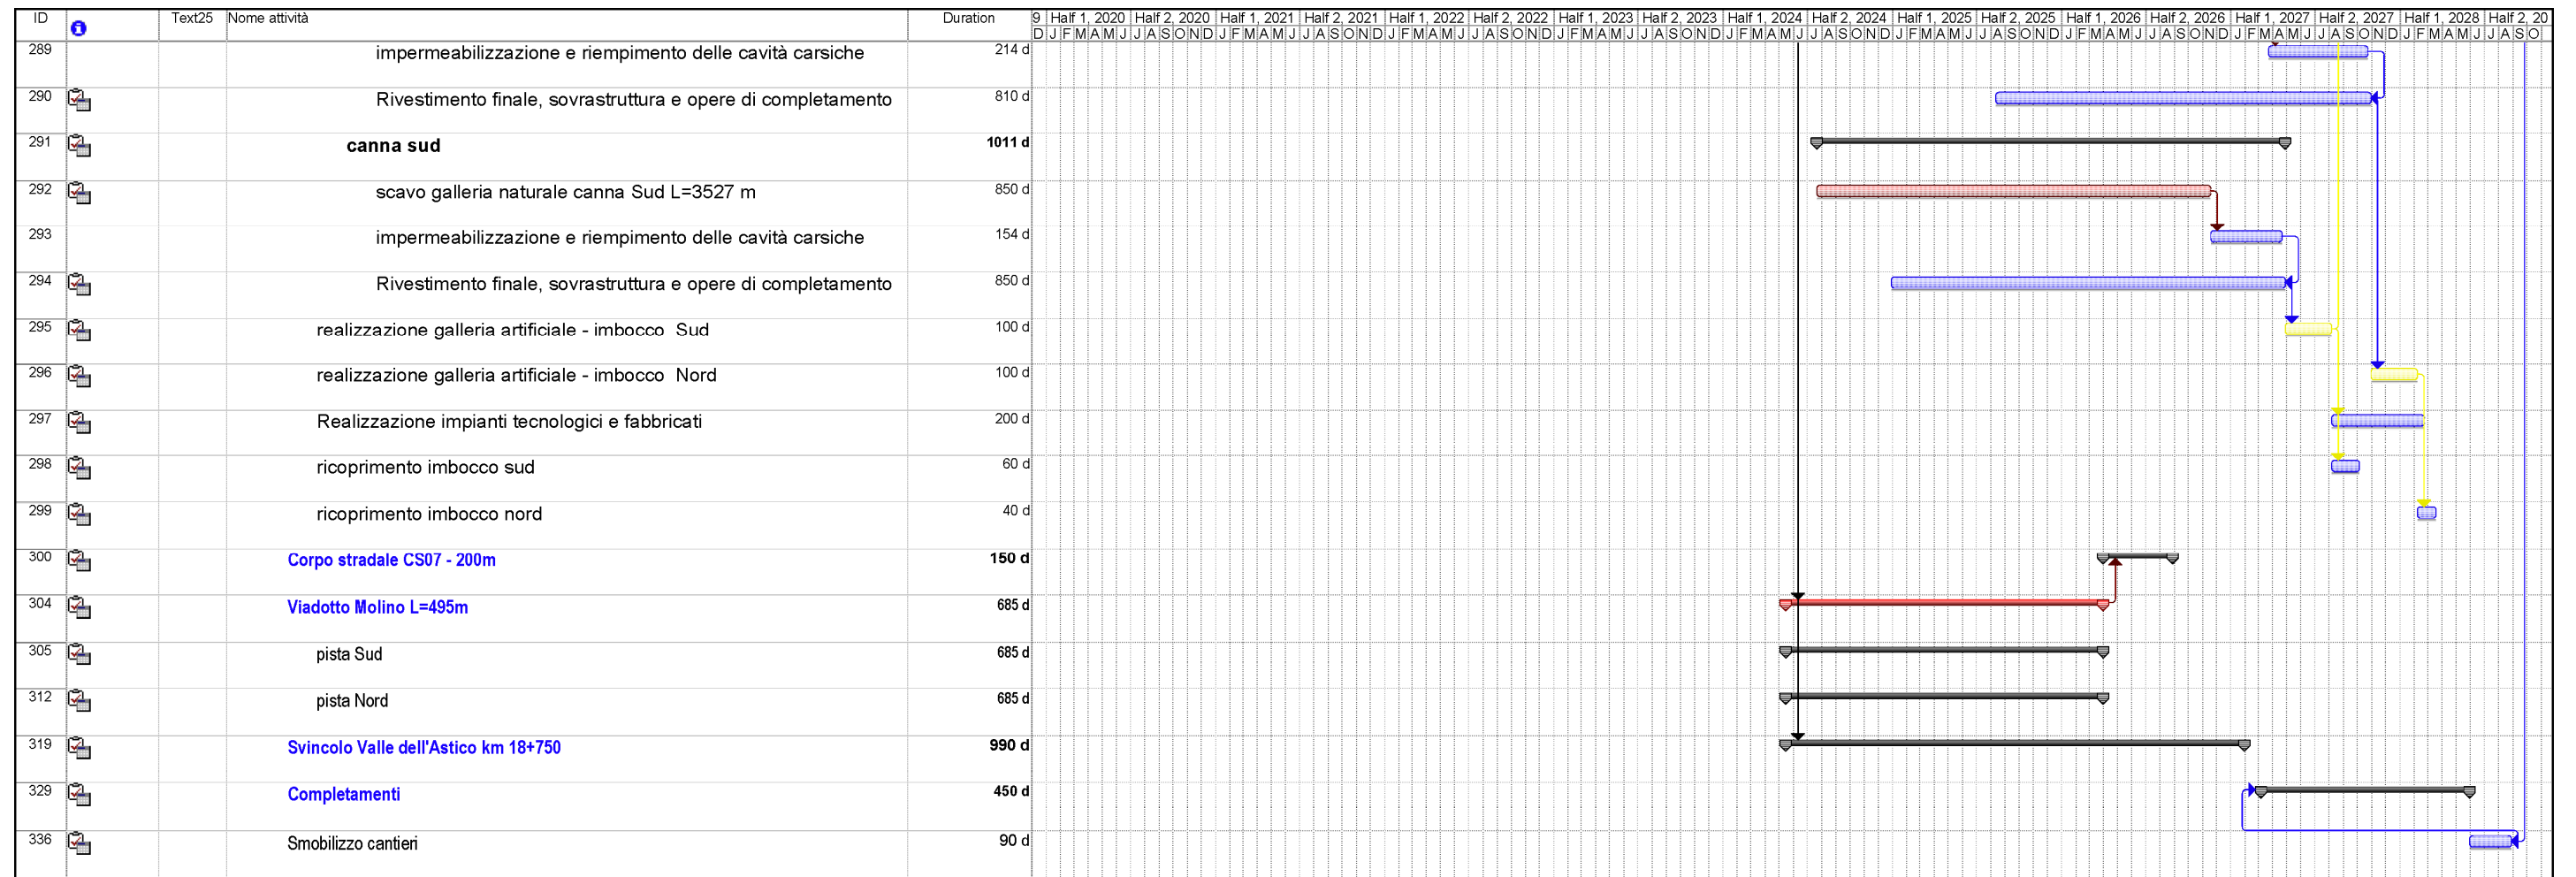 ID Text25 Nome attività Duration 9 Half 1, 2020 Half 2, 2020 Half 1, 2021 Half 2, 2021 Half 1, 2022 Half 2, 2022 Half 1, 2023 Half 2, 2023 Half 1, 2024 Half 2, 2024 Half 1, 2025 Half 2, 2025 Half 1, 2026 Half 2, 2026 Half 1, 2027 Half 2, 2027 Half 1, 2028 Half 2, 20
D J F M A M J J A S O N D J F M A M J J A S O N D J F M A M J J A S O N D J F M A M J J A S O N D J F M A M J J A S O N D J F M A M J J A S O N D J F M A M J J A S O N D J F M A M J J A S O N D J F M A M J J A S O
289 impermeabilizzazione e riempimento delle cavità carsiche 214 d
290 Rivestimento finale, sovrastruttura e opere di completamento 810 d
291 canna sud 1011 d
292 scavo galleria naturale canna Sud L=3527 m 850 d
293 impermeabilizzazione e riempimento delle cavità carsiche 154 d
294 Rivestimento finale, sovrastruttura e opere di completamento 850 d
295 realizzazione galleria artificiale - imbocco Sud 100 d
296 realizzazione galleria artificiale - imbocco Nord 100 d
297 Realizzazione impianti tecnologici e fabbricati 200 d
298 ricoprimento imbocco sud 60 d
299 ricoprimento imbocco nord 40 d
300 Corpo stradale CS07 - 200m 150 d
304 Viadotto Molino L=495m 685 d
305 pista Sud 685 d
312 pista Nord 685 d
319 Svincolo Valle dell'Astico km 18+750 990 d
329 Completamenti 450 d
336 Smobilizzo cantieri 90 d